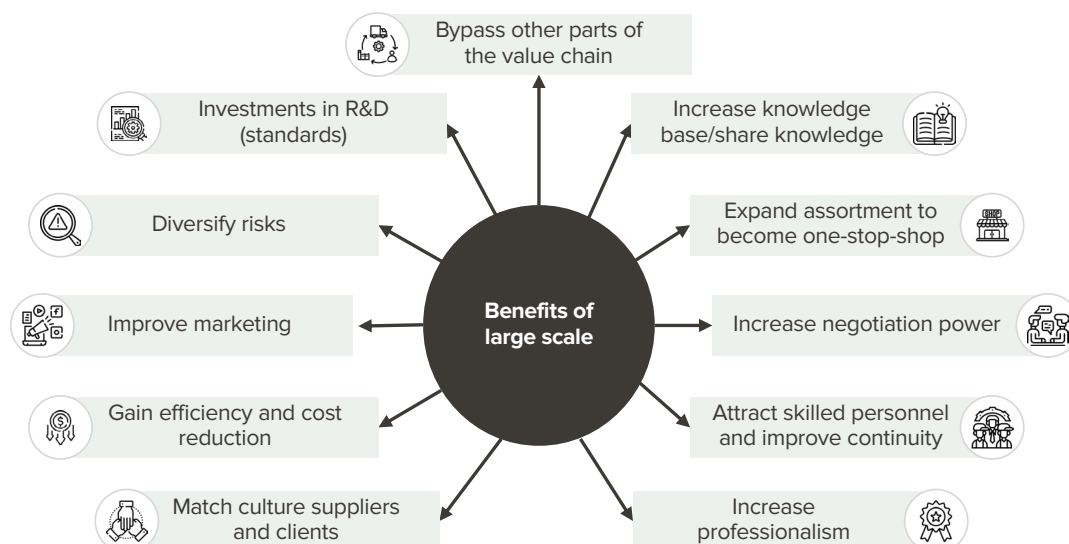 Bypass other parts of
the value chain
Investments in R&D
(standards)
Increase knowledge
base/share knowledge
Diversify risks
Expand assortment to
become one-stop-shop
Improve marketing
Benefits of
large scale
Increase negotiation power
Gain efficiency and cost
reduction
Attract skilled personnel
and improve continuity
Match culture suppliers
and clients
Increase
professionalism
SHOP